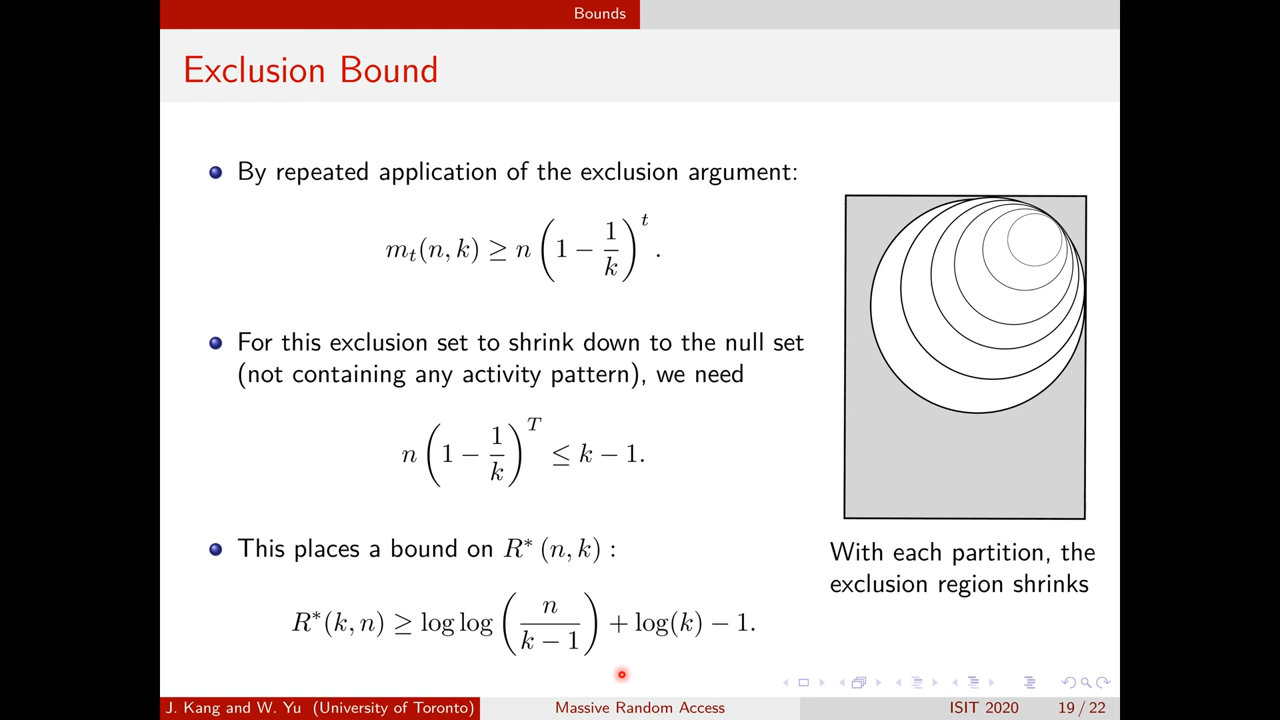 Bounds
Exclusion Bound
By repeated application of the exclusion argument:
m_t(n, k) ≥ n (1 − 1/k)^t .
For this exclusion set to shrink down to the null set
(not containing any activity pattern), we need
n (1 − 1/k)^T ≤ k − 1.
This places a bound on R* (n, k) :
R*(k, n) ≥ log log (n/(k − 1)) + log(k) − 1.
With each partition, the
exclusion region shrinks
J. Kang and W. Yu (University of Toronto)
Massive Random Access
ISIT 2020
19 / 22